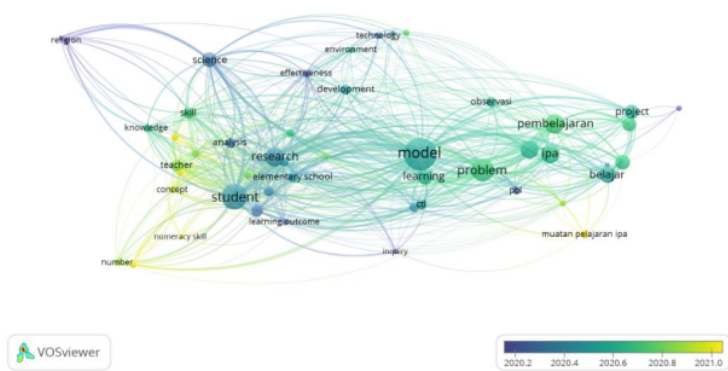 religion
technology
environment
science
effectiveness
development
skill
observasi
project
knowledge
pembelajaran
analysis
research
model
ipa
teacher
elementary school
learning
problem
belajar
concept
student
pbl
ctl
learning outcome
numeracy skill
muatan pelajaran ipa
inquiry
number
VOSviewer
2020.2 2020.4 2020.6 2020.8 2021.0